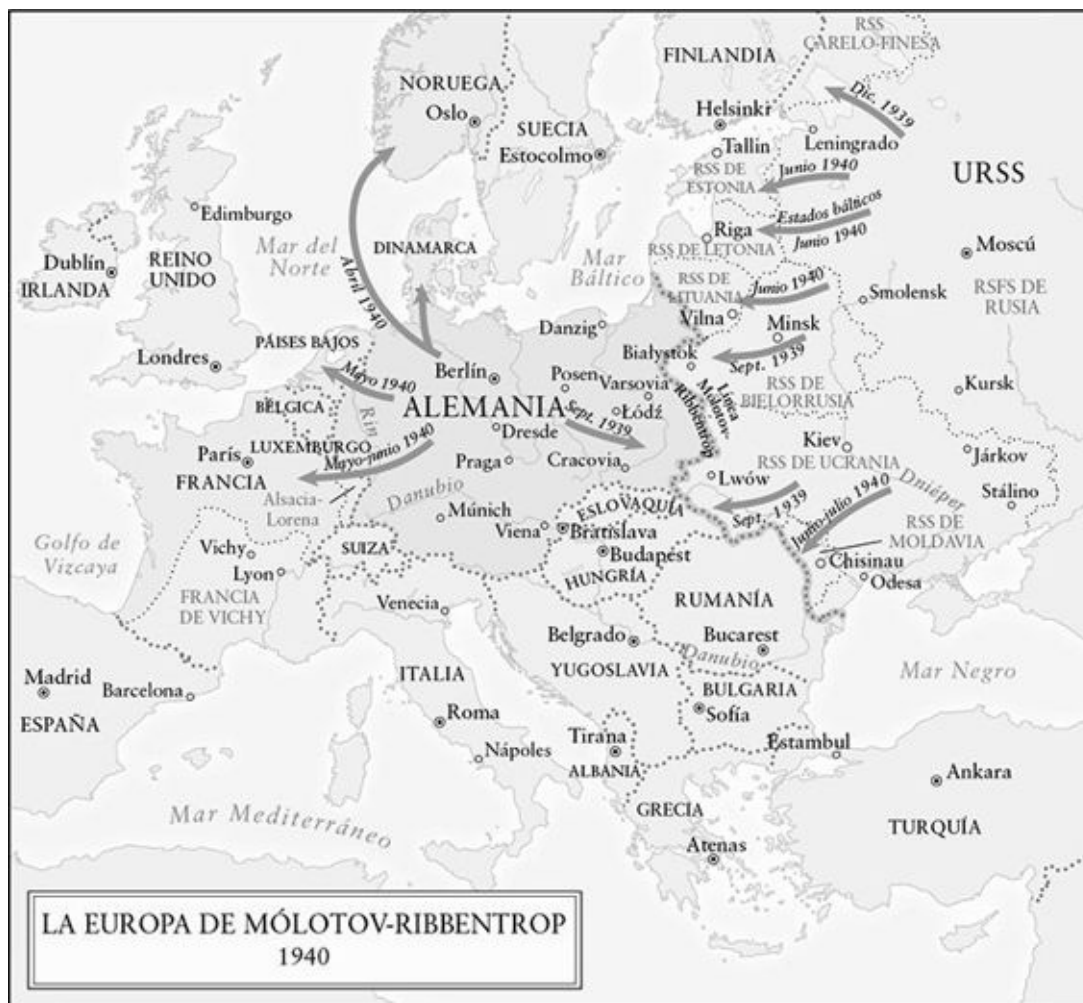 RSS
CARELO-FINESA
FINLANDIA
NORUEGA
Oslo
SUECIA
Estocolmo
Helsinki
Dic. 1939
Tallin
Leningrado
RSS DE
ESTONIA
Junio 1940
URSS
Edimburgo
Mar del
Norte
DINAMARCA
Riga
RSS DE LETONIA
Estados bálticos
Junio 1940
Moscú
Dublín
IRLANDA
REINO
UNIDO
Abril 1940
Mar
Báltico
RSS DE
LITUANIA
Junio 1940
Vilna
Smolensk
RSFS DE
RUSIA
Danzig
Minsk
Sept. 1939
Londres
PAÍSES BAJOS
Mayo 1940
Berlín
Białystok
Posen
Varsovia
Łódź
Línea
Mólotov-
Ribbentrop
RSS DE
BIELORRUSIA
Kursk
BÉLGICA
Rin
ALEMANIA
Sept. 1939
Dresde
LUXEMBURGO
Mayo-junio 1940
París
FRANCIA
Praga
Cracovia
Kiev
RSS DE UCRANIA
Járkov
Lwów
Sept. 1939
Dniéper
Stálino
Alsacia-
Lorena
Danubio
Múnich
Viena
ESLOVAQUIA
Bratislava
Budapest
HUNGRÍA
Junio-julio 1940
RSS DE
MOLDAVIA
Chisinau
Odesa
Golfo de
Vizcaya
Vichy
Lyon
SUIZA
FRANCIA
DE VICHY
Venecia
RUMANÍA
Belgrado
Bucarest
Danubio
YUGOSLAVIA
Mar Negro
Madrid
ESPAÑA
Barcelona
ITALIA
Roma
BULGARIA
Sofía
Nápoles
Tirana
ALBANIA
Estambul
Ankara
GRECIA
TURQUÍA
Mar Mediterráneo
Atenas
LA EUROPA DE MÓLOTOV-RIBBENTROP
1940